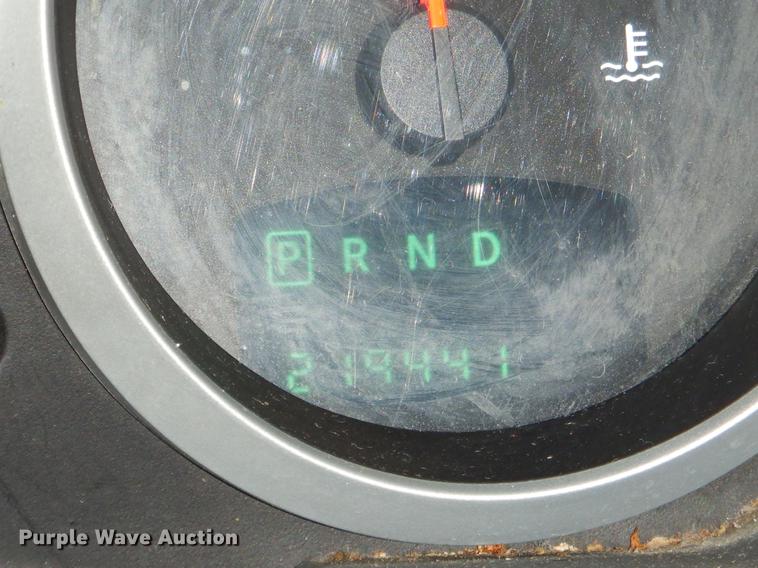 P R N D
219441
Purple Wave Auction